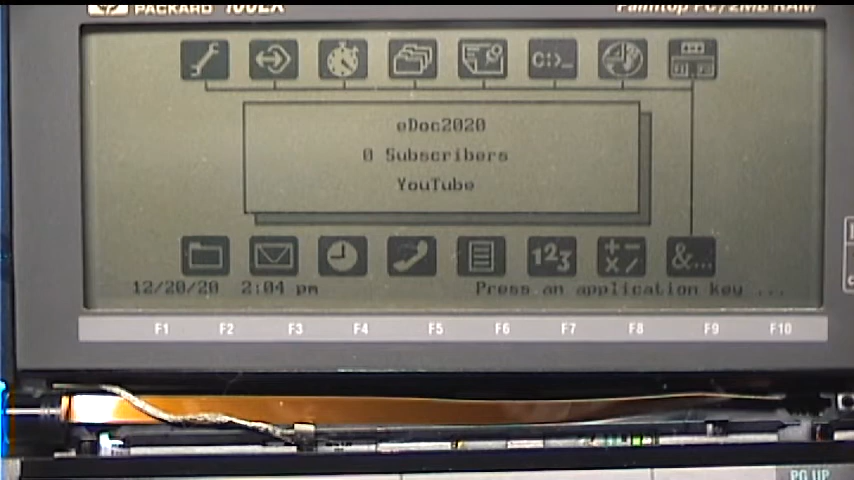 PACKARD 100LX
Palmtop PC/2MB RAM
C:>_
eDoc2020
0 Subscribers
YouTube
123
+ -
× /
&...
12/20/20 2:04 pm Press an application key ...
F1 F2 F3 F4 F5 F6 F7 F8 F9 F10
PG UP